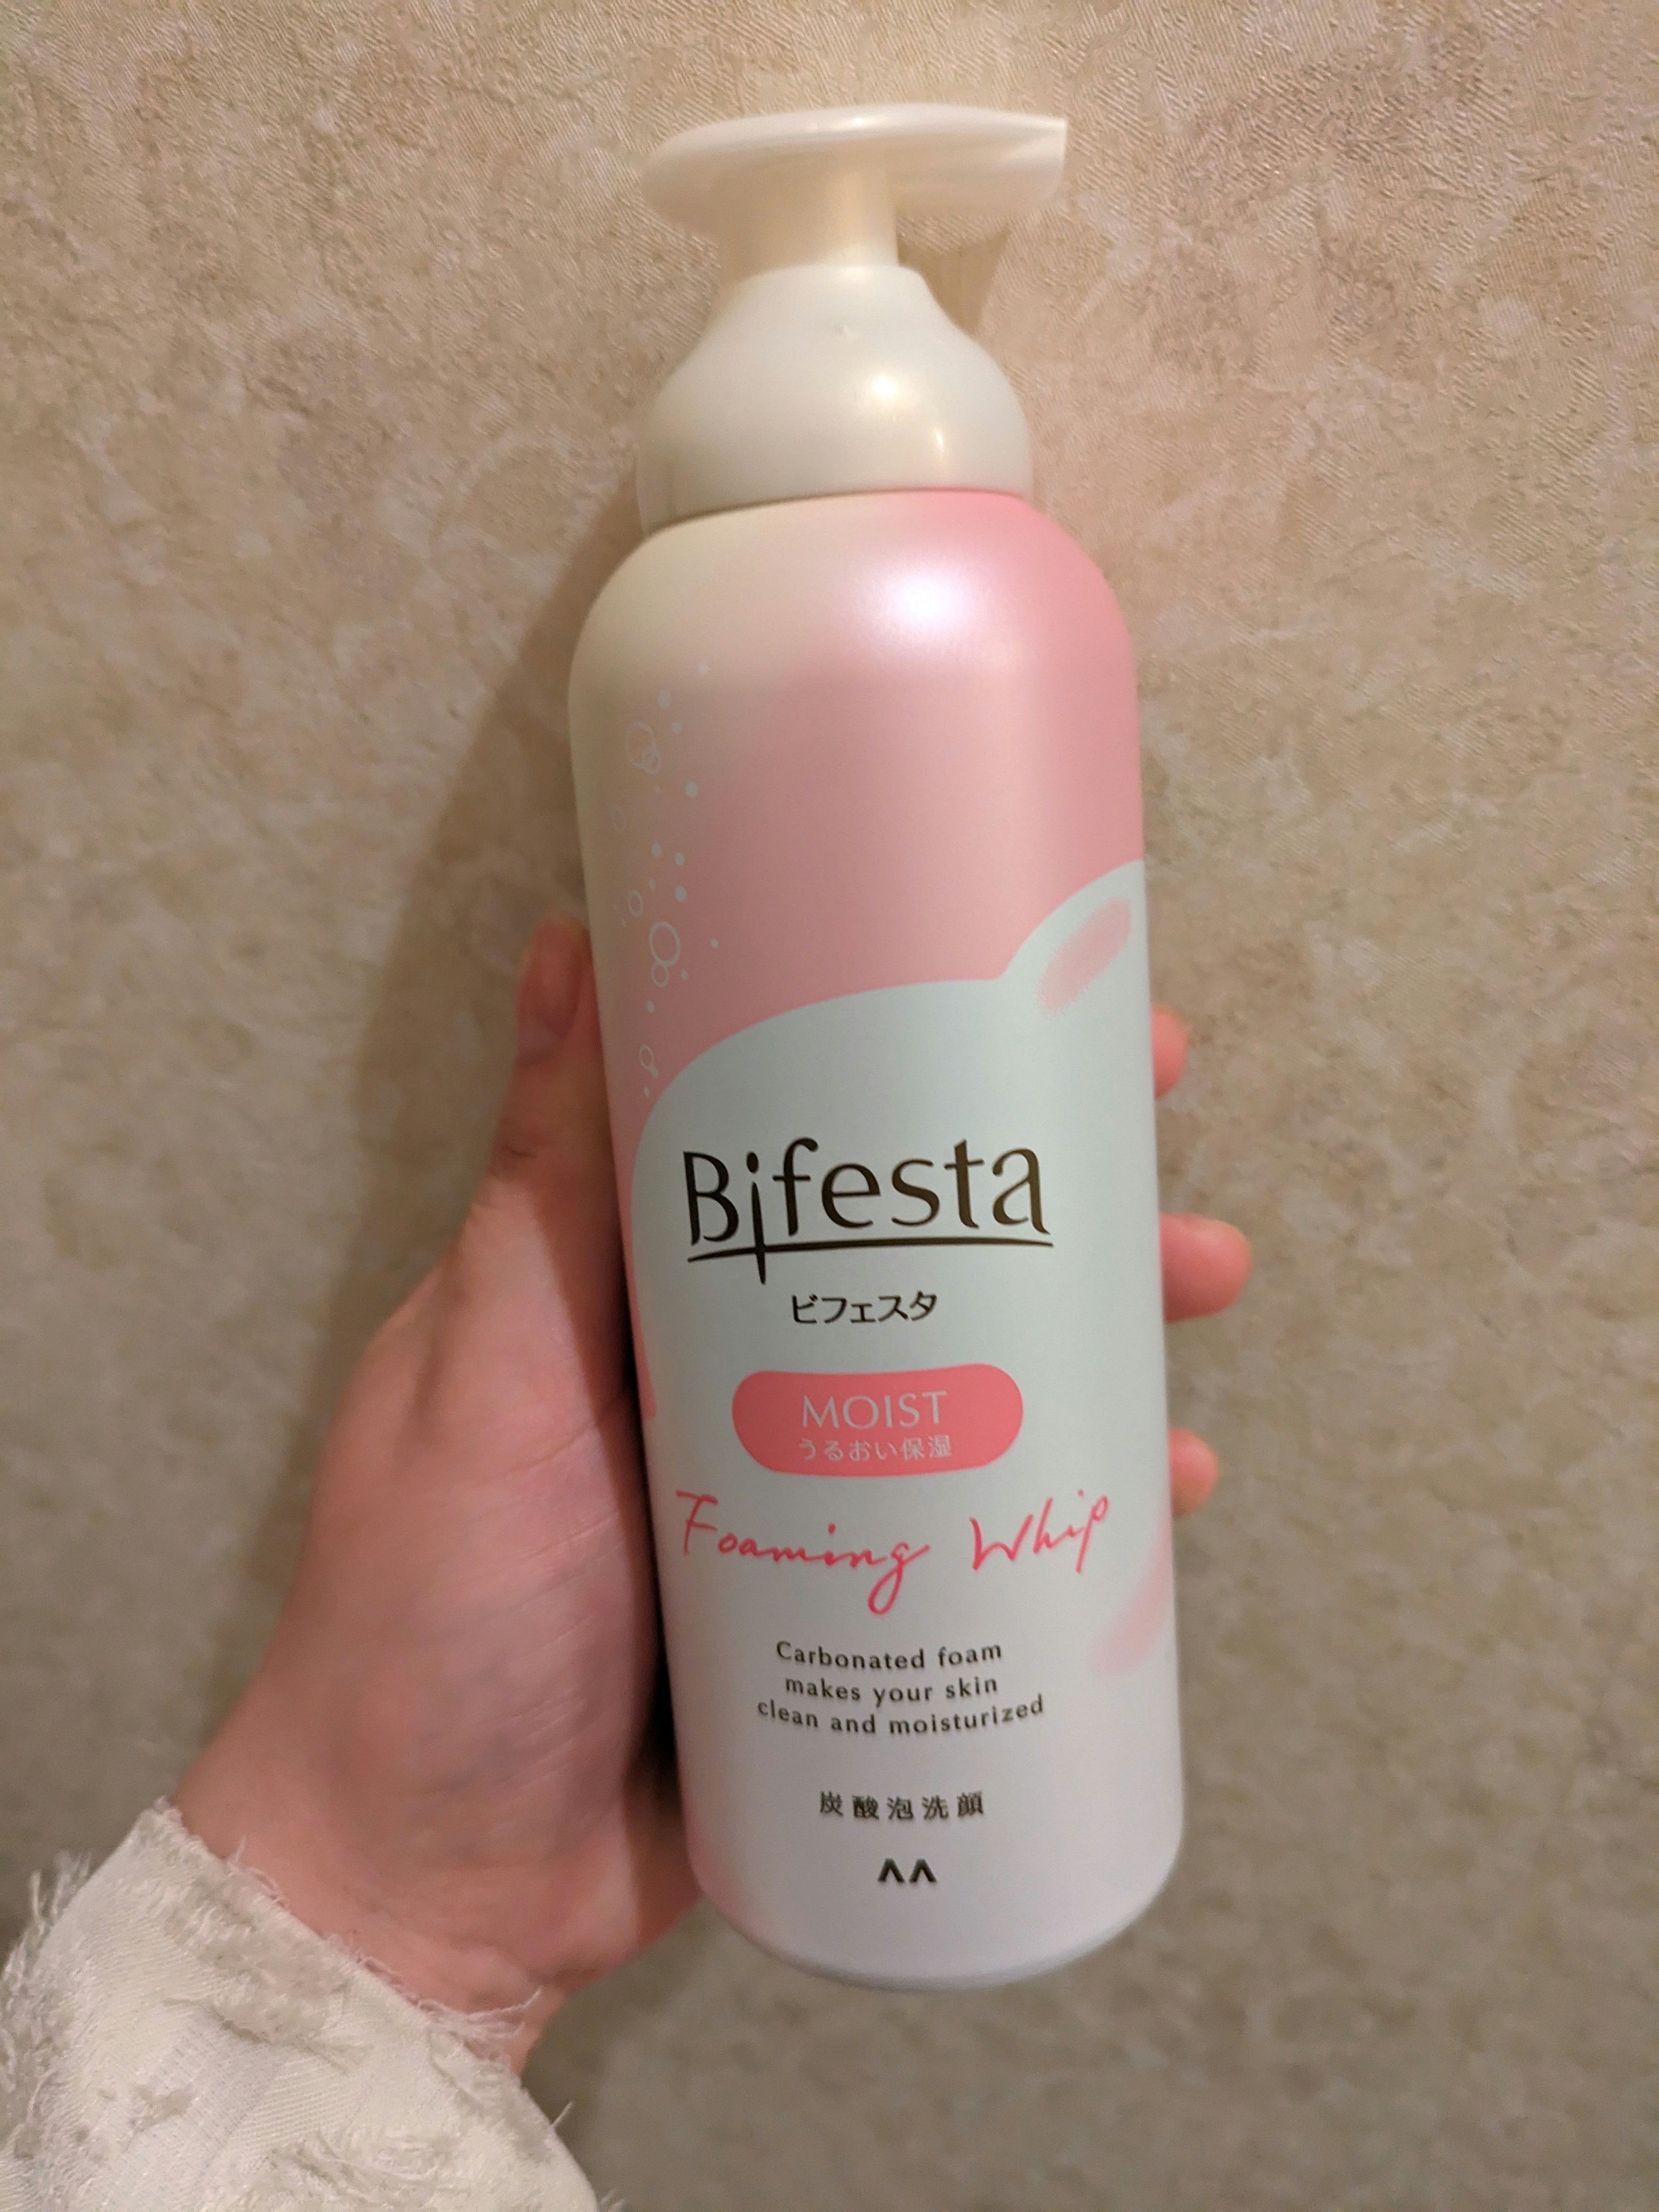 Bifesta
ビフェスタ
MOIST
うるおい保湿
Foaming Whip
Carbonated foam
makes your skin
clean and moisturized
炭酸泡洗顔